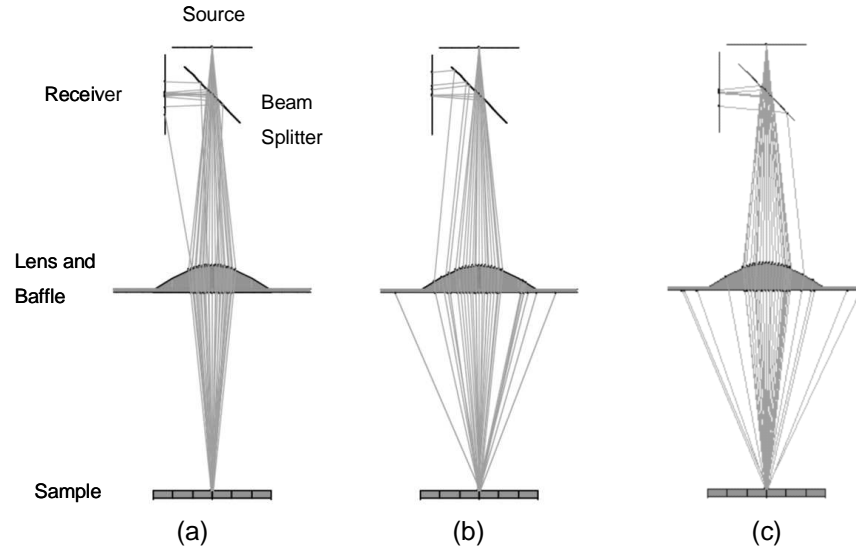 Source
Receiver
Beam
Splitter
Lens and
Baffle
Sample
(a)
(b)
(c)